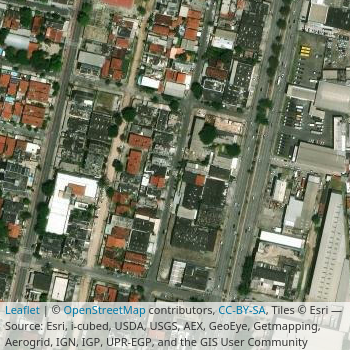 Leaflet | © OpenStreetMap contributors, CC-BY-SA, Tiles © Esri —
Source: Esri, i-cubed, USDA, USGS, AEX, GeoEye, Getmapping,
Aerogrid, IGN, IGP, UPR-EGP, and the GIS User Community